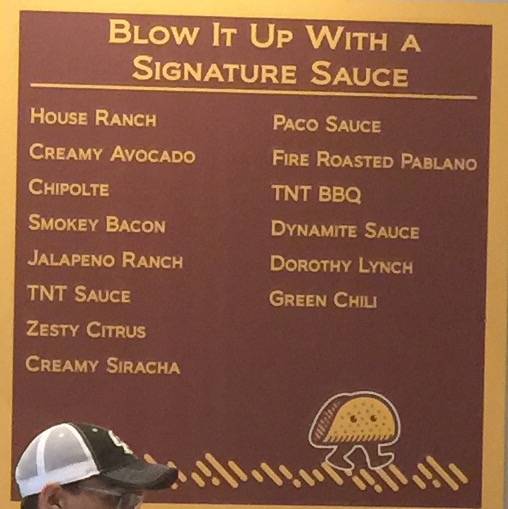 Blow It Up With a
Signature Sauce
House Ranch
Creamy Avocado
Chipolte
Smokey Bacon
Jalapeno Ranch
TNT Sauce
Zesty Citrus
Creamy Siracha
Paco Sauce
Fire Roasted Pablano
TNT BBQ
Dynamite Sauce
Dorothy Lynch
Green Chili